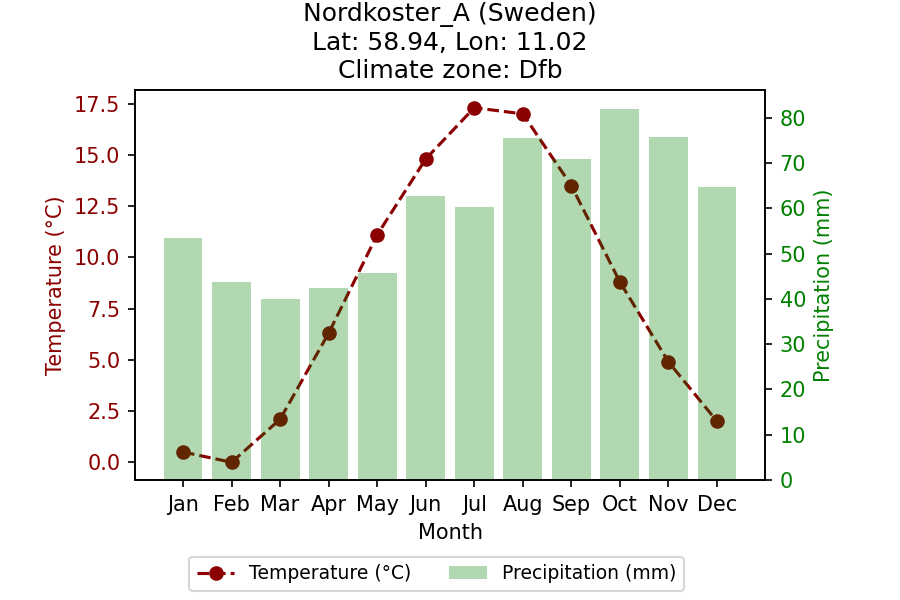 Nordkoster_A (Sweden)
Lat: 58.94, Lon: 11.02
Climate zone: Dfb
17.5
15.0
12.5
10.0
7.5
5.0
2.5
0.0
Temperature (°C)
80
70
60
50
40
30
20
10
0
Precipitation (mm)
Jan Feb Mar Apr May Jun Jul Aug Sep Oct Nov Dec
Month
Temperature (°C) Precipitation (mm)